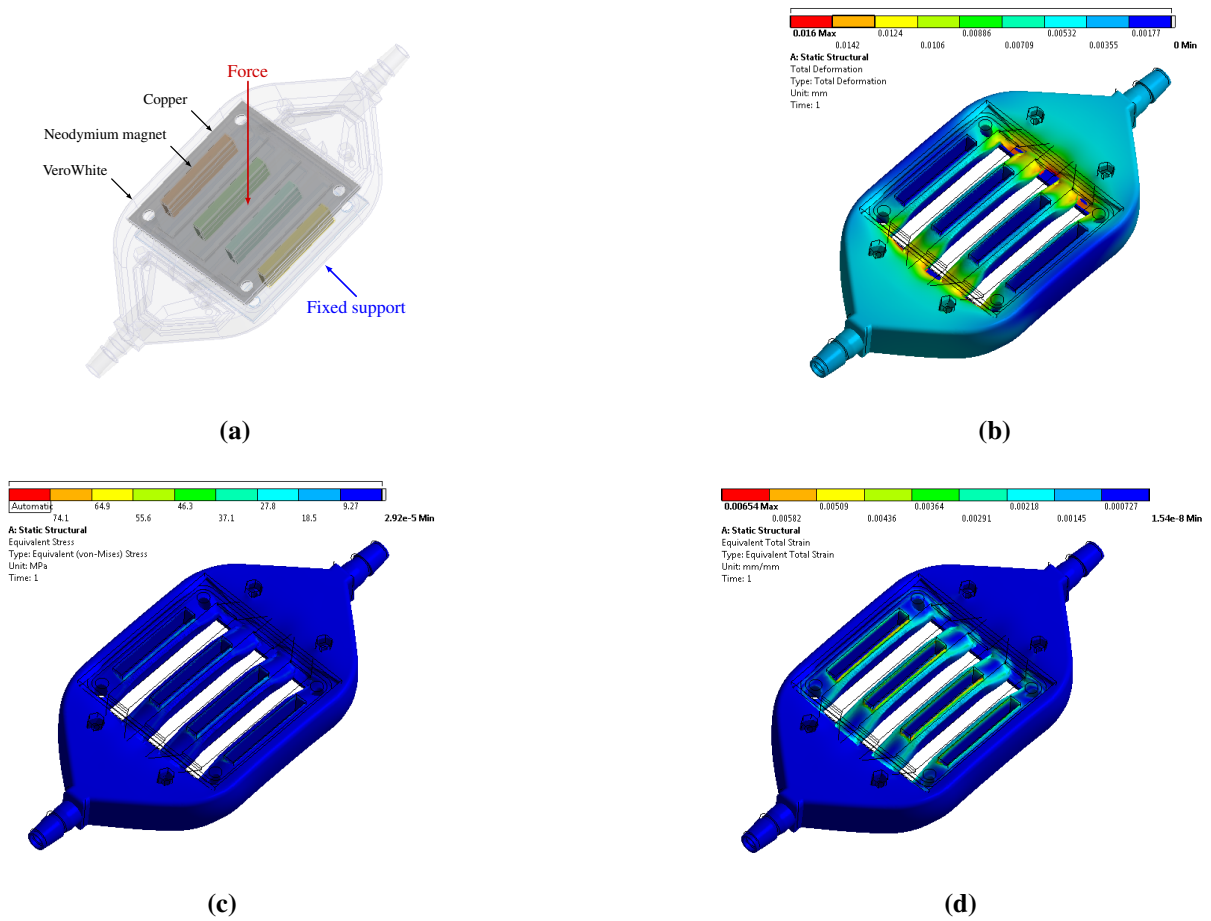 Force
Copper
Neodymium magnet
VeroWhite
Fixed support
(a)
0.016 Max 0.0124 0.00886 0.00532 0.00177
0.0142 0.0106 0.00709 0.00355 0 Min
A: Static Structural
Total Deformation
Type: Total Deformation
Unit: mm
Time: 1
(b)
Automatic 64.9 46.3 27.8 9.27
74.1 55.6 37.1 18.5 2.92e-5 Min
A: Static Structural
Equivalent Stress
Type: Equivalent (von-Mises) Stress
Unit: MPa
Time: 1
(c)
0.00654 Max 0.00509 0.00364 0.00218 0.000727
0.00582 0.00436 0.00291 0.00145 1.54e-8 Min
A: Static Structural
Equivalent Total Strain
Type: Equivalent Total Strain
Unit: mm/mm
Time: 1
(d)